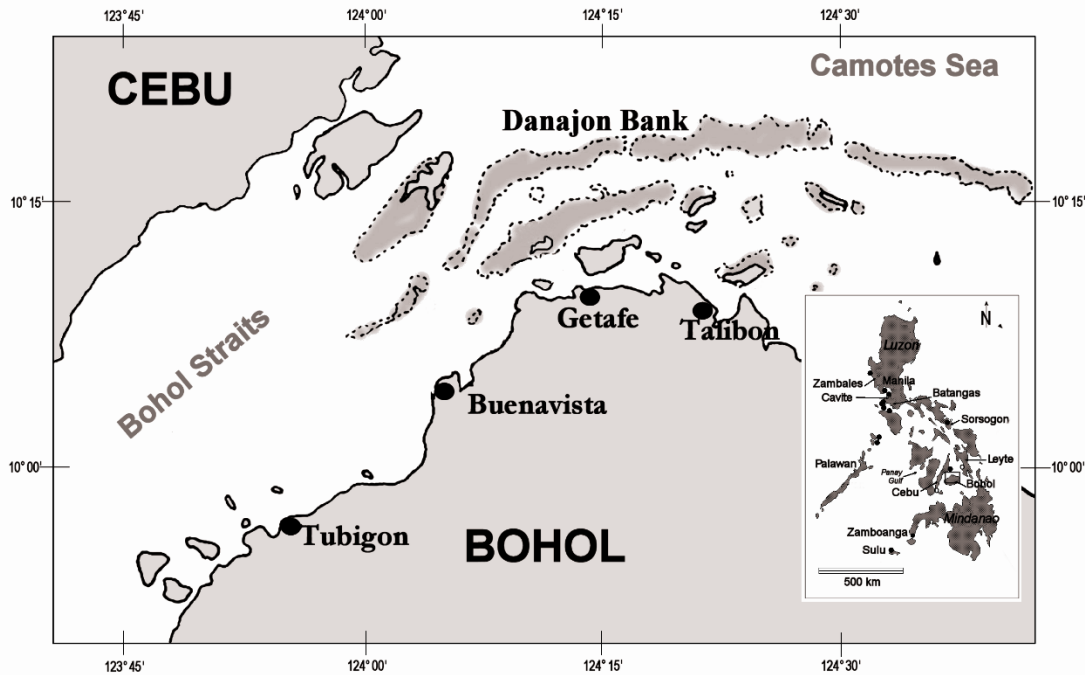 123°45'
124°00'
124°15'
124°30'
CEBU
Camotes Sea
Danajon Bank
10°15'
10°15'
Getafe
Talibon
Bohol Straits
Buenavista
10°00'
10°00'
Tubigon
BOHOL
N
Luzon
Zambales
Manila
Cavite
Batangas
Sorsogon
Leyte
Palawan
Panay
Gulf
Cebu
Bohol
Mindanao
Zamboanga
Sulu
500 km
123°45'
124°00'
124°15'
124°30'